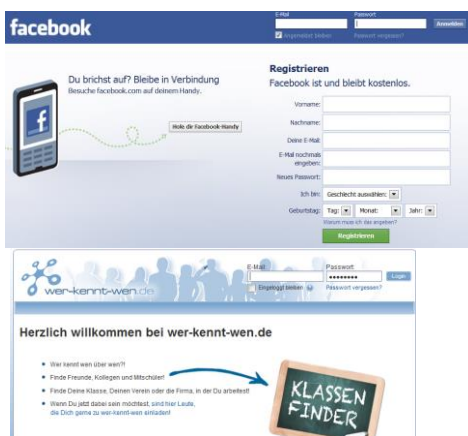 facebook
E-Mail
Passwort
Anmelden
Angemeldet bleiben
Passwort vergessen?
Du brichst auf? Bleibe in Verbindung
Besuche facebook.com auf deinem Handy.
Hole dir Facebook-Handy
Registrieren
Facebook ist und bleibt kostenlos.
Vorname:
Nachname:
Deine E-Mail:
E-Mail nochmals
eingeben:
Neues Passwort:
Ich bin: Geschlecht auswählen:
Geburtstag: Tag: Monat: Jahr:
Warum muss ich das angeben?
Registrieren
wer-kennt-wen.de
E-Mail:
Passwort:
Login
Eingeloggt bleiben
Passwort vergessen?
Herzlich willkommen bei wer-kennt-wen.de
Wer kennt wen über wen?!
Finde Freunde, Kollegen und Mitschüler!
Finde Deine Klasse, Deinen Verein oder die Firma, in der Du arbeitest!
Wenn Du jetzt dabei sein möchtest, sind hier Leute,
die Dich gerne zu wer-kennt-wen einladen!
KLASSEN
FINDER